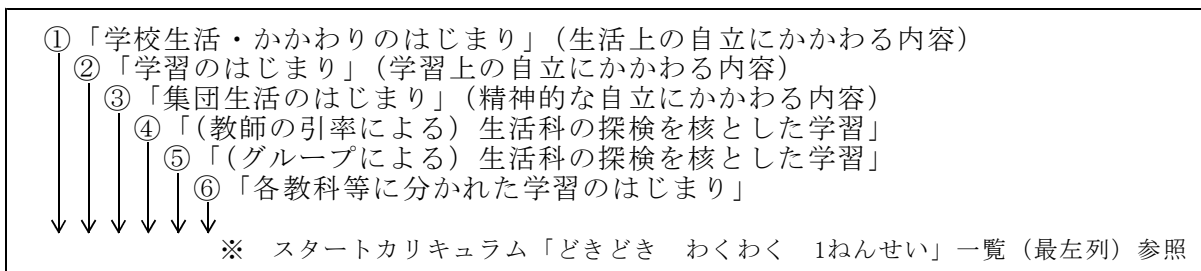 ①「学校生活・かかわりのはじまり」(生活上の自立にかかわる内容)
②「学習のはじまり」(学習上の自立にかかわる内容)
③「集団生活のはじまり」(精神的な自立にかかわる内容)
④「(教師の引率による) 生活科の探検を核とした学習」
⑤「(グループによる) 生活科の探検を核とした学習」
⑥「各教科等に分かれた学習のはじまり」
※ スタートカリキュラム「どきどき わくわく 1ねんせい」一覧 (最左列) 参照